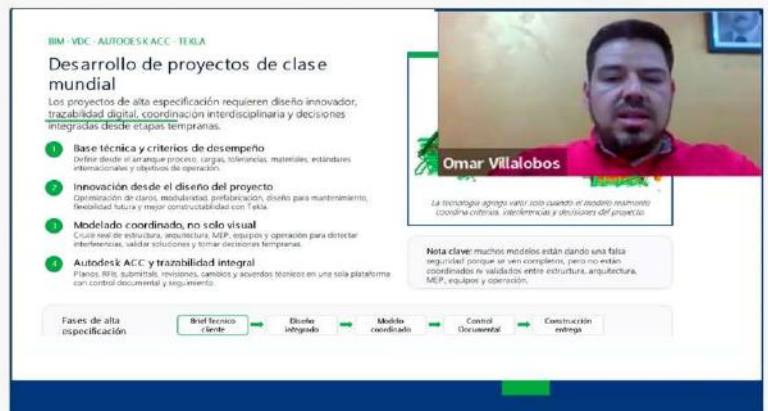 BIM - VDC - AUTODESK ACC - TEKLA
Desarrollo de proyectos de clase
mundial
Los proyectos de alta especificación requieren diseño innovador,
trazabilidad digital, coordinación interdisciplinaria y decisiones
integradas desde etapas tempranas.
1 Base técnica y criterios de desempeño
Definir desde el arranque proceso, cargas, tolerancias, materiales, estándares
internacionales y objetivos de operación.
2 Innovación desde el diseño del proyecto
Optimización de claros, modularidad, prefabricación, diseño para mantenimiento,
flexibilidad futura y mejor constructabilidad con Tekla.
3 Modelado coordinado, no solo visual
Cruce real de estructura, arquitectura, MEP, equipos y operación para detectar
interferencias, validar soluciones y tomar decisiones tempranas.
4 Autodesk ACC y trazabilidad integral
Planos, RFIs, submittals, revisiones, cambios y acuerdos técnicos en una sola plataforma
con control documental y seguimiento.
Omar Villalobos
La tecnología agrega valor solo cuando el modelo realmente
coordina criterios, interferencias y decisiones del proyecto.
Nota clave: muchos modelos están dando una falsa
seguridad porque se ven completos, pero no están
coordinados ni validados entre estructura, arquitectura,
MEP, equipos y operación.
Fases de alta
especificación
Brief técnico
cliente
Diseño
integrado
Modelo
coordinado
Control
Documental
Construcción
entrega